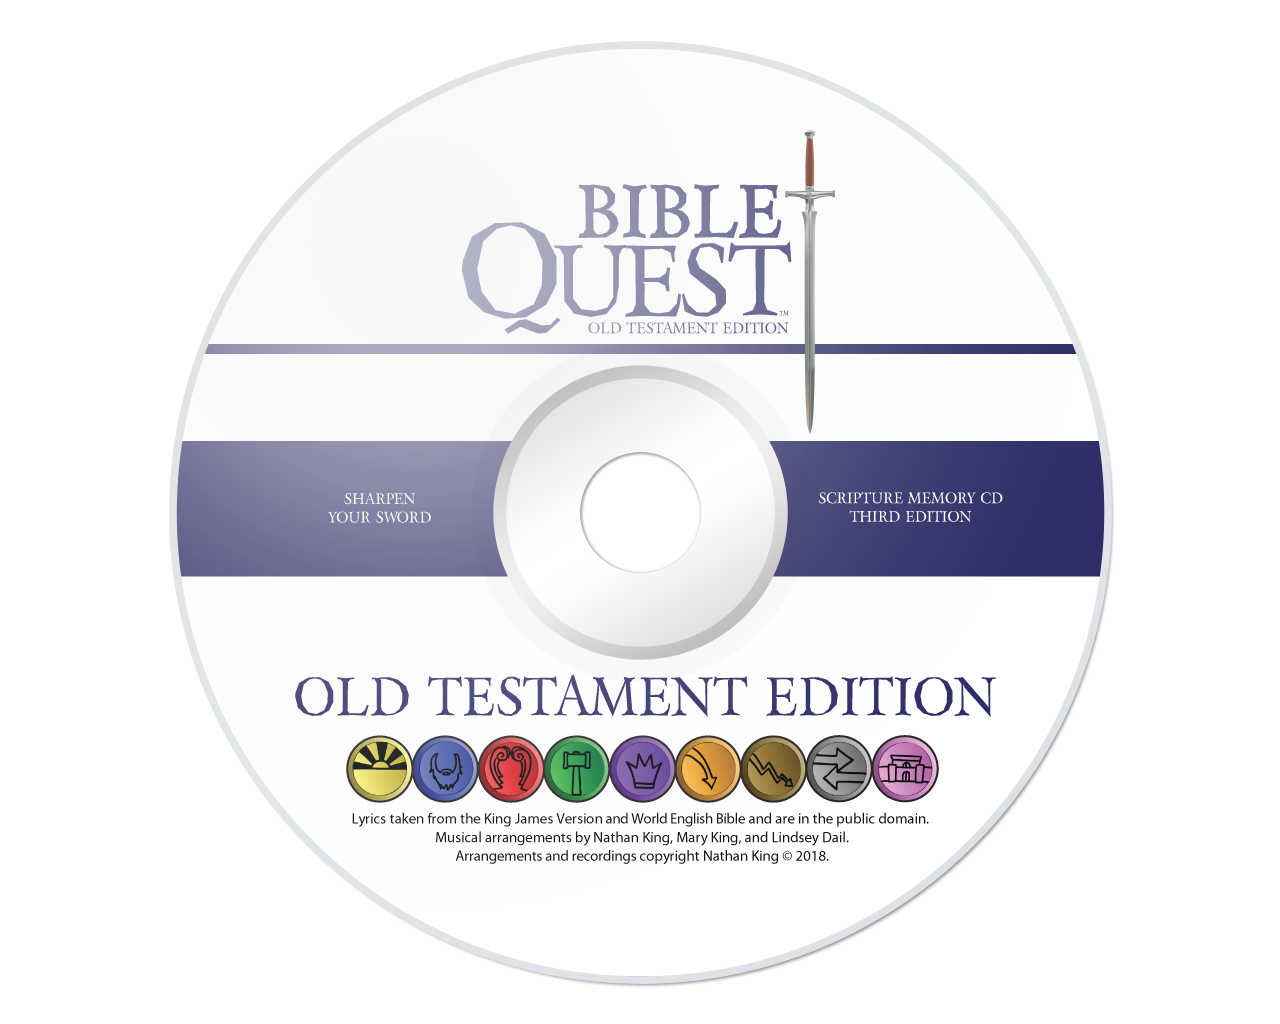 BIBLE
QUEST™
OLD TESTAMENT EDITION
SHARPEN
YOUR SWORD
SCRIPTURE MEMORY CD
THIRD EDITION
OLD TESTAMENT EDITION
Lyrics taken from the King James Version and World English Bible and are in the public domain.
Musical arrangements by Nathan King, Mary King, and Lindsey Dail.
Arrangements and recordings copyright Nathan King © 2018.